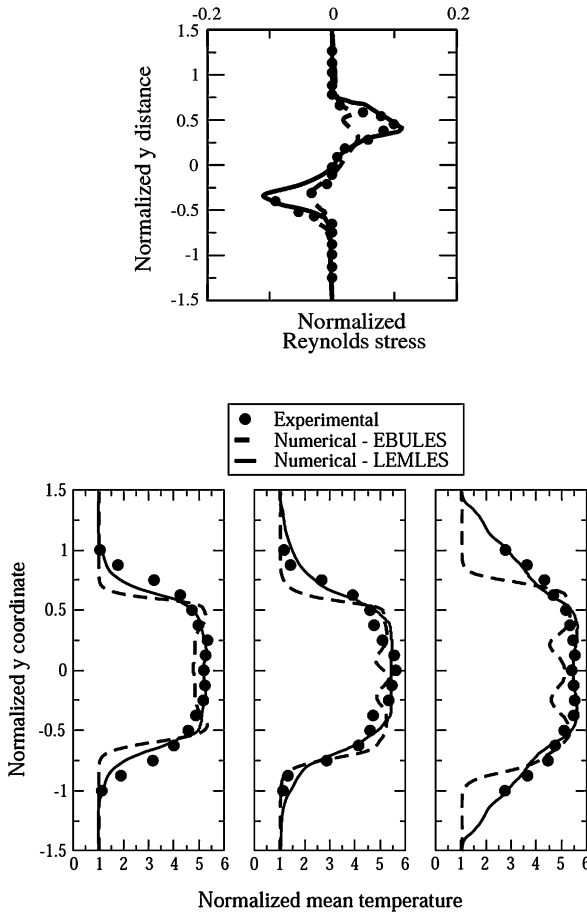 -0.2 0 0.2
1.5
1
0.5
0
-0.5
-1
-1.5
Normalized y distance
Normalized
Reynolds stress
Experimental
Numerical - EBULES
Numerical - LEMLES
1.5
1
0.5
0
-0.5
-1
-1.5
Normalized y coordinate
0 1 2 3 4 5 6
0 1 2 3 4 5 6
0 1 2 3 4 5 6
Normalized mean temperature